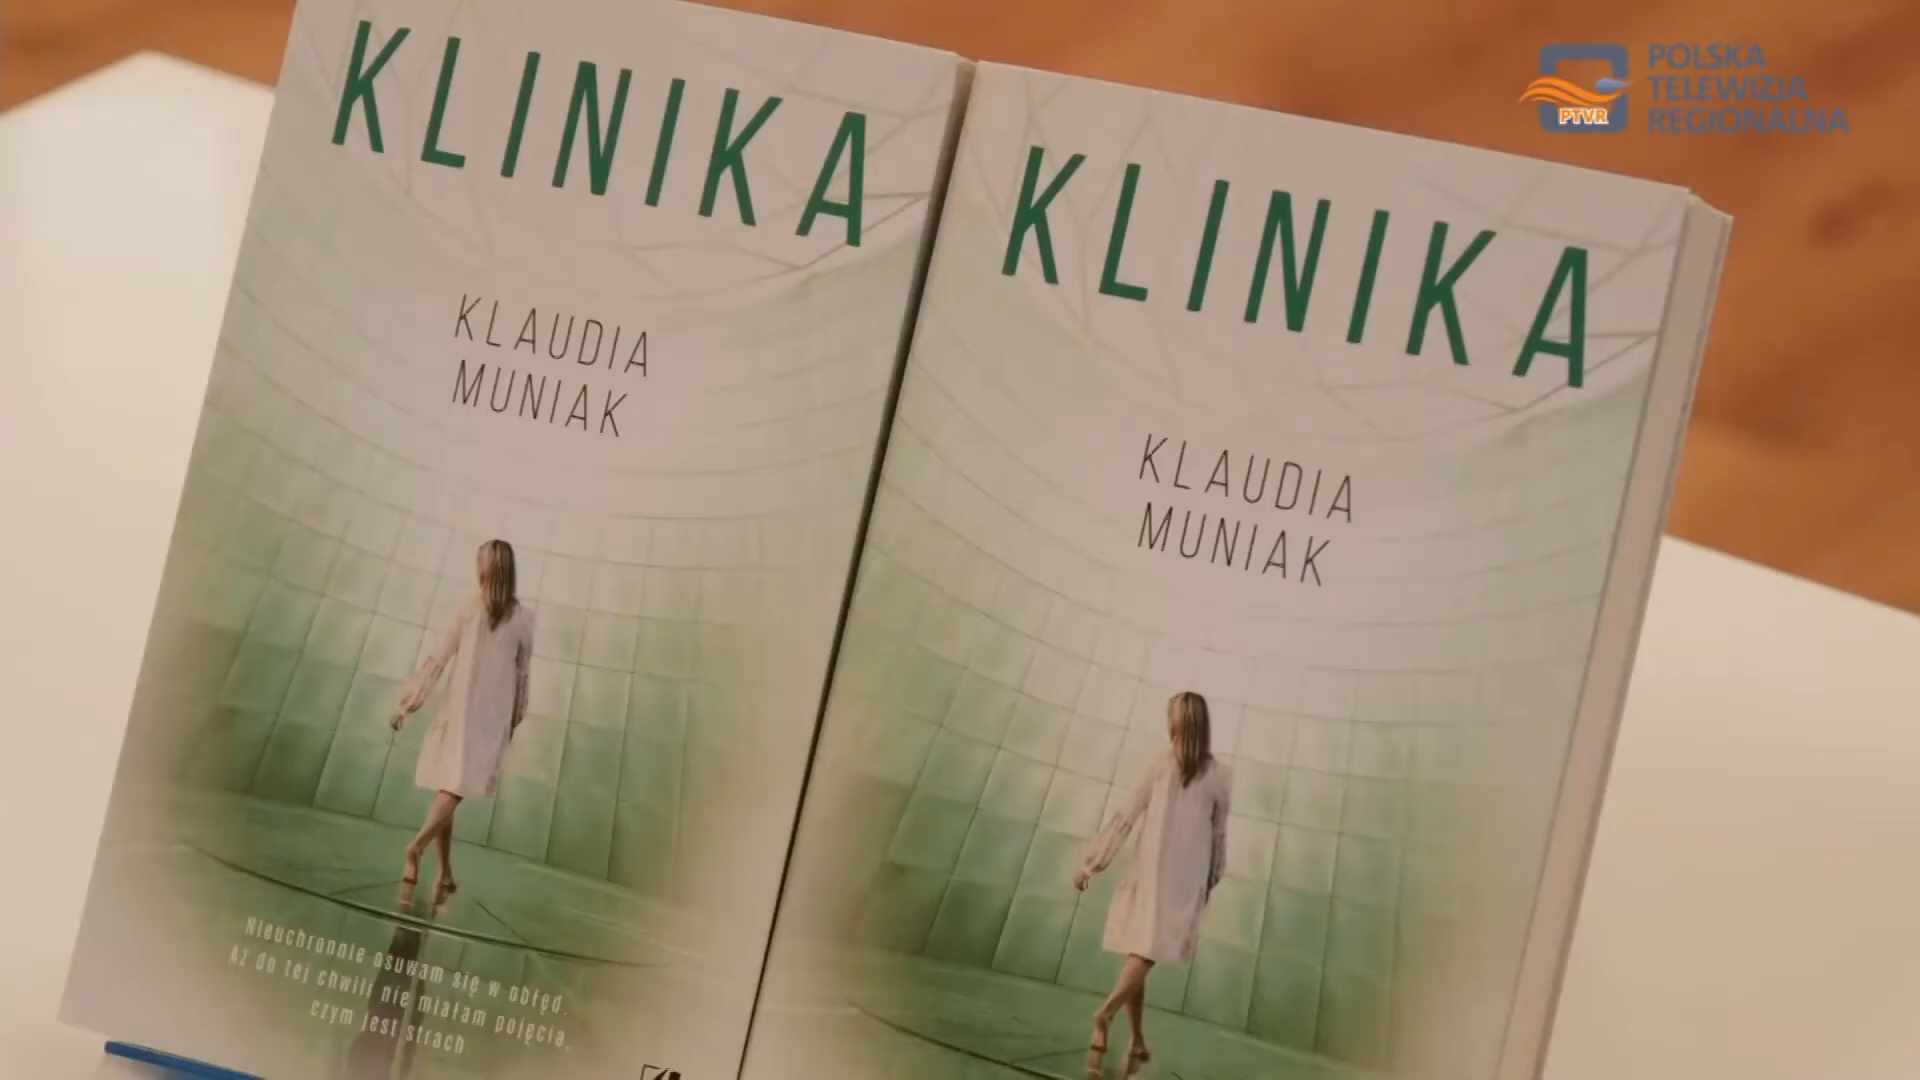 KLINIKA
KLAUDIA
MUNIAK
Nieuchronnie osuwam się w obłęd.
Aż do tej chwili nie miałam pojęcia,
czym jest strach
KLINIKA
KLAUDIA
MUNIAK
PTVR
POLSKA
TELEWIZJA
REGIONALNA